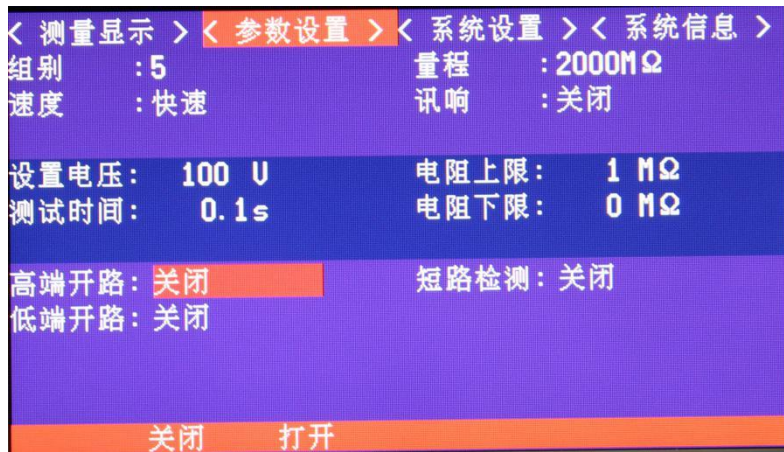 < 测量显示 > < 参数设置 > < 系统设置 > < 系统信息 >
组别 :5 量程 :2000MΩ
速度 :快速 讯响 :关闭
设置电压: 100 V 电阻上限: 1 MΩ
测试时间: 0.1s 电阻下限: 0 MΩ
高端开路: 关闭 短路检测: 关闭
低端开路: 关闭
关闭 打开